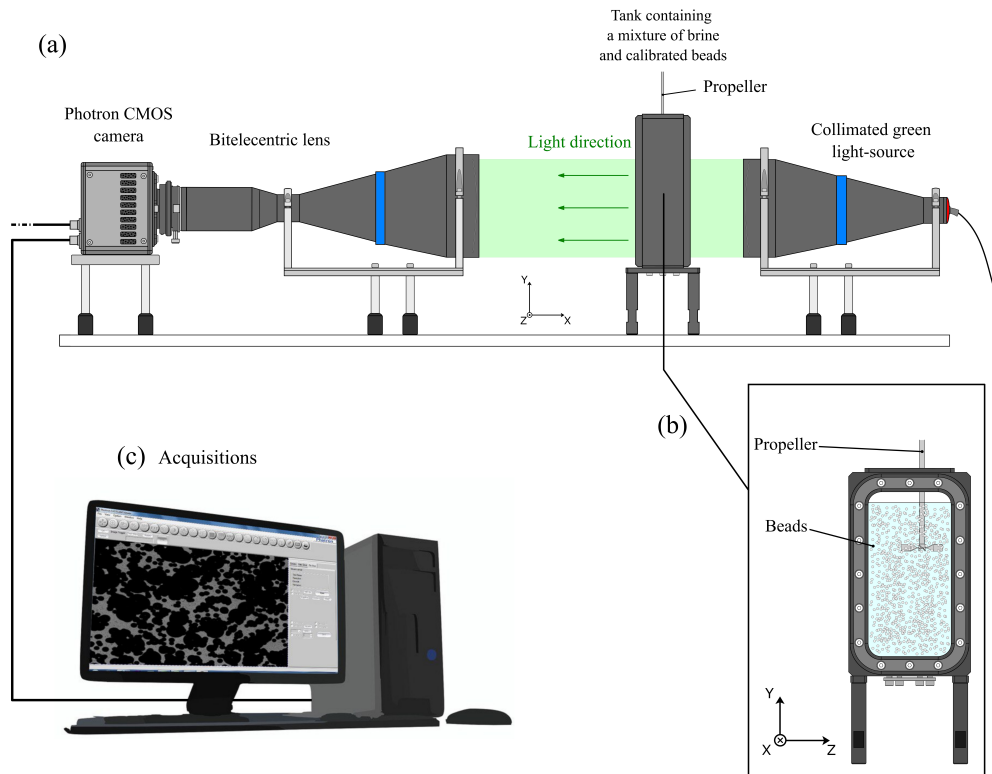 (a)
Tank containing
a mixture of brine
and calibrated beads
Propeller
Photron CMOS
camera
Bitelecentric lens
Light direction
Collimated green
light-source
Y
Z
X
(b)
(c) Acquisitions
Propeller
Beads
Y
X
Z